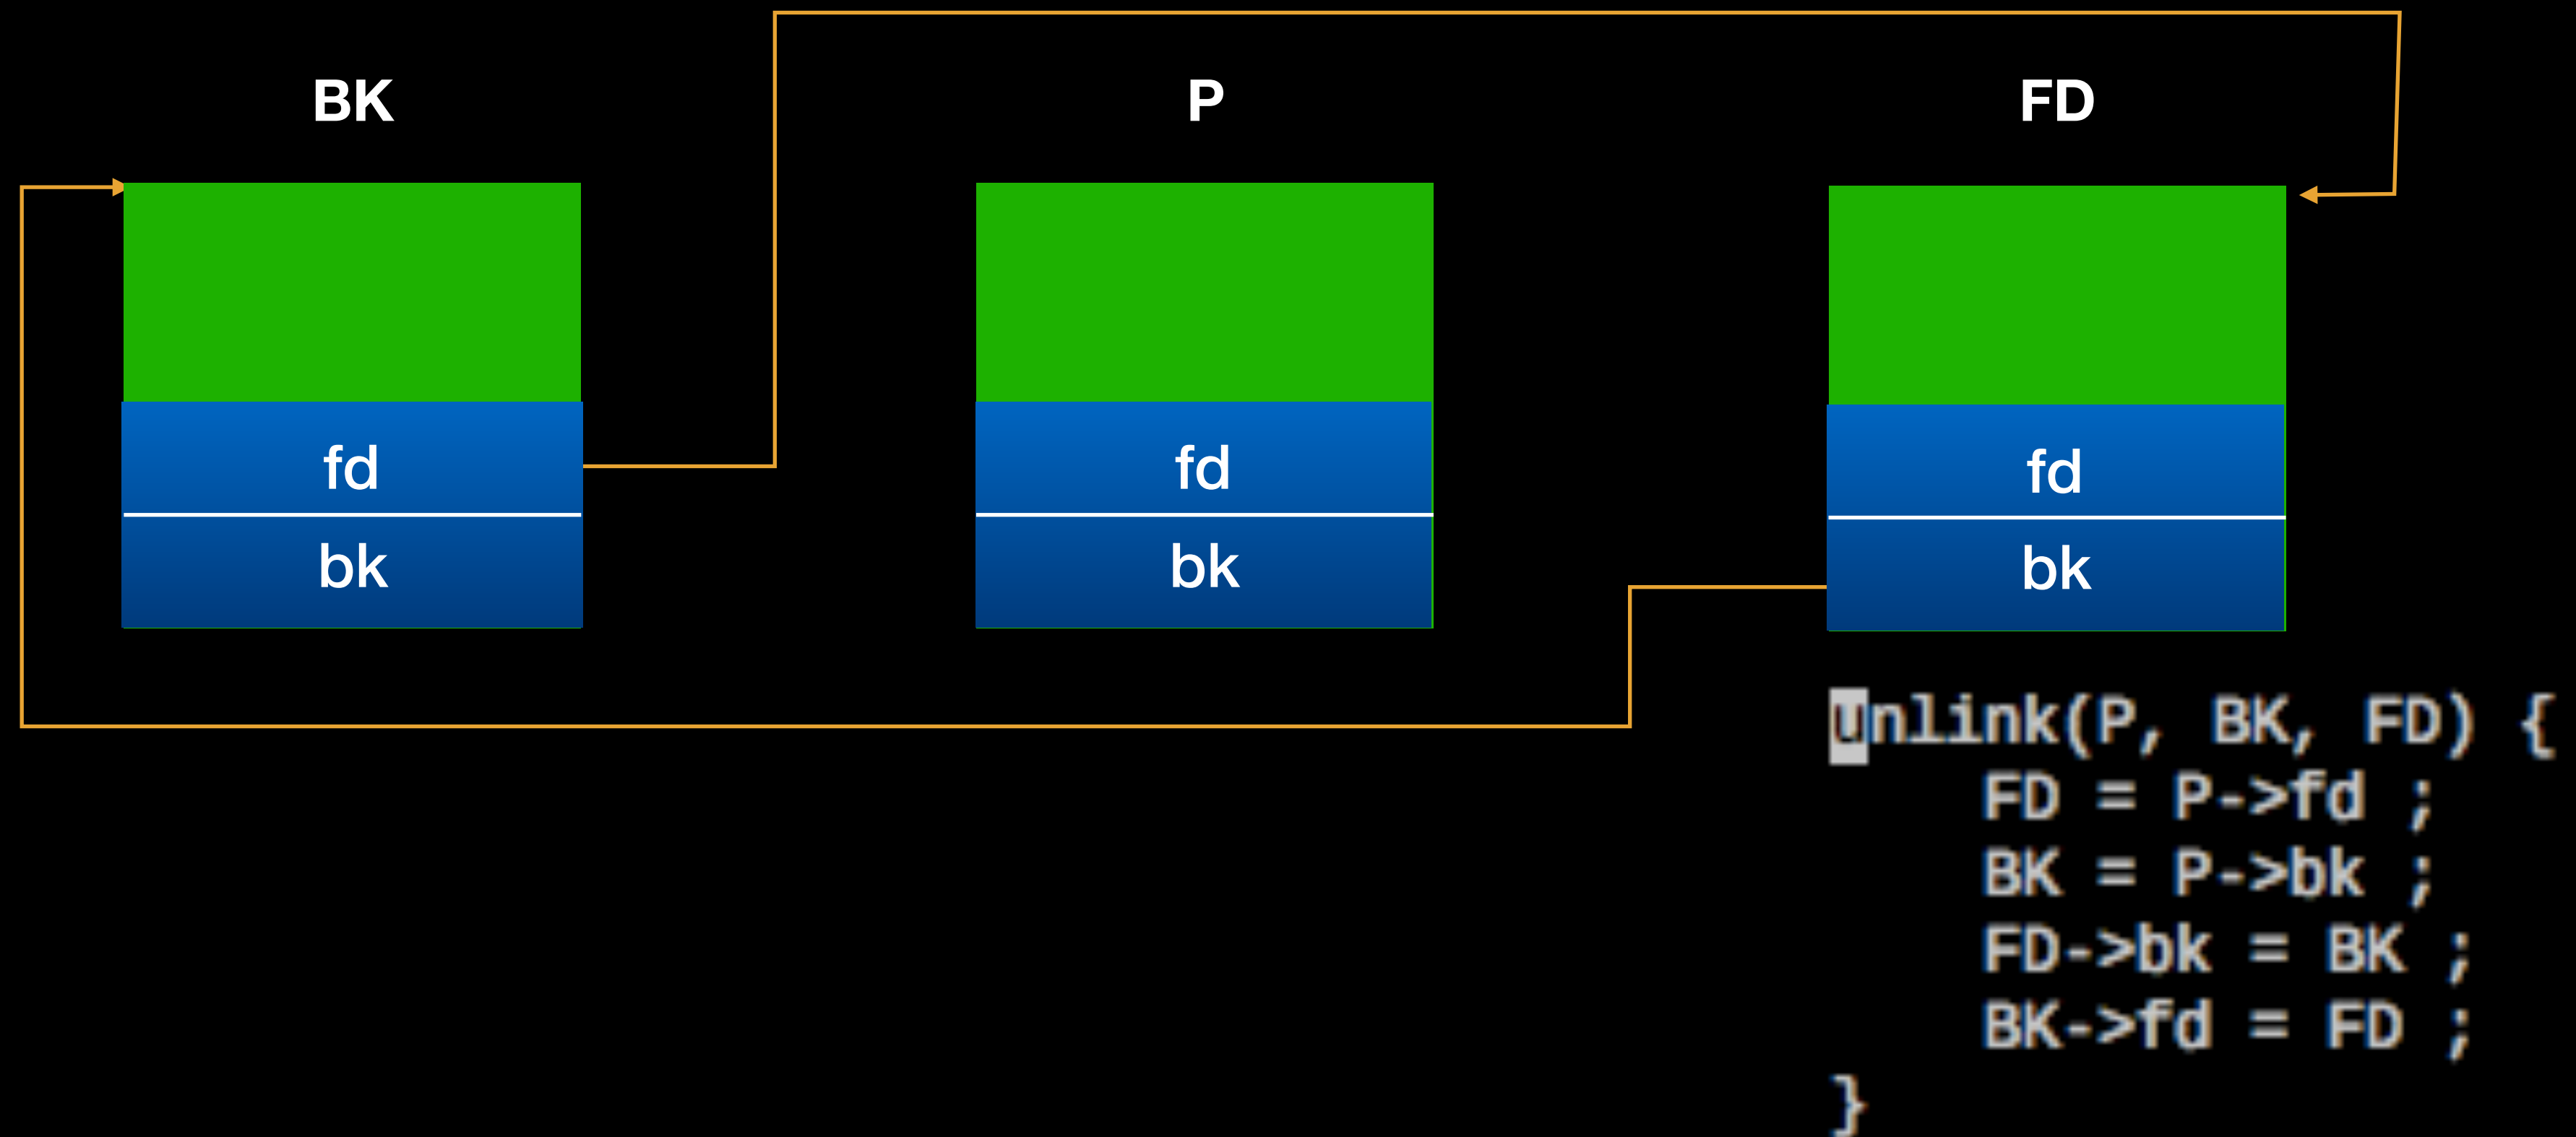 BK
P
FD
fd
bk
fd
bk
fd
bk
unlink(P, BK, FD) {
FD = P->fd ;
BK = P->bk ;
FD->bk = BK ;
BK->fd = FD ;
}